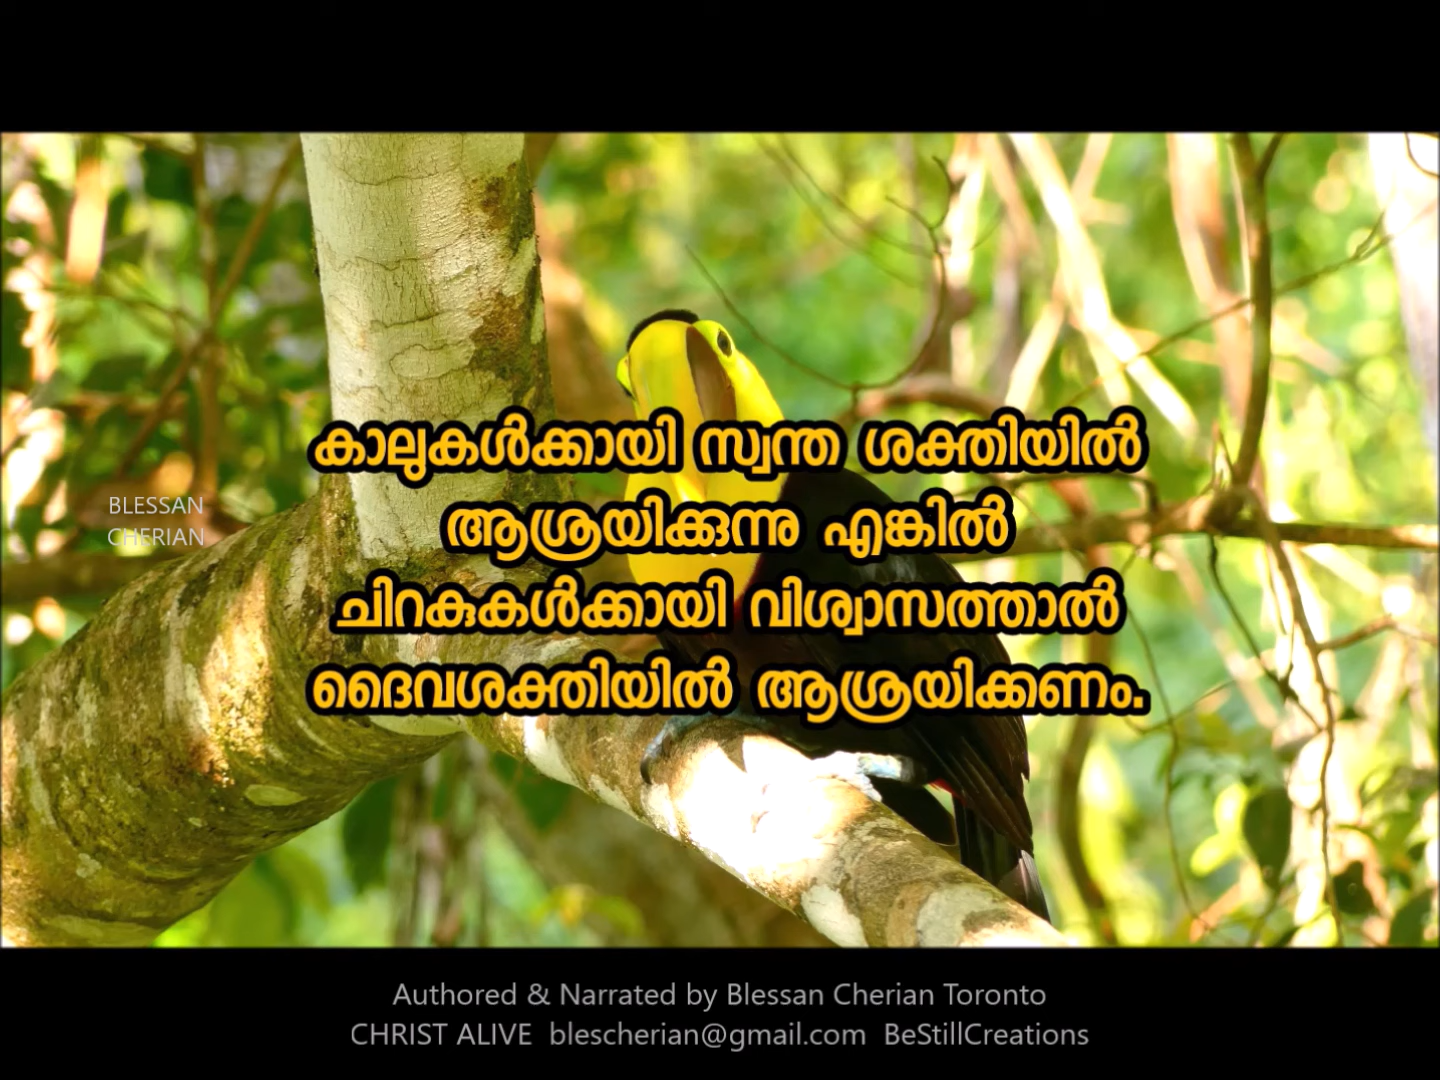 കാലുകൾക്കായി സ്വന്ത ശക്തിയിൽ
ആശ്രയിക്കുന്നു എങ്കിൽ
ചിറകുകൾക്കായി വിശ്വാസത്താൽ
ദൈവശക്തിയിൽ ആശ്രയിക്കണം.
BLESSAN
CHERIAN
Authored & Narrated by Blessan Cherian Toronto
CHRIST ALIVE blescherian@gmail.com BeStillCreations